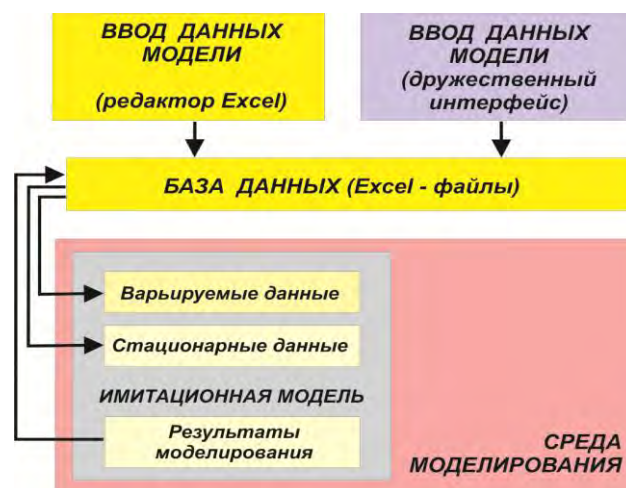 ВВОД ДАННЫХ
МОДЕЛИ
(редактор Excel)
ВВОД ДАННЫХ
МОДЕЛИ
(дружественный
интерфейс)
БАЗА ДАННЫХ (Excel - файлы)
Варьируемые данные
Стационарные данные
ИМИТАЦИОННАЯ МОДЕЛЬ
Результаты
моделирования
СРЕДА
МОДЕЛИРОВАНИЯ